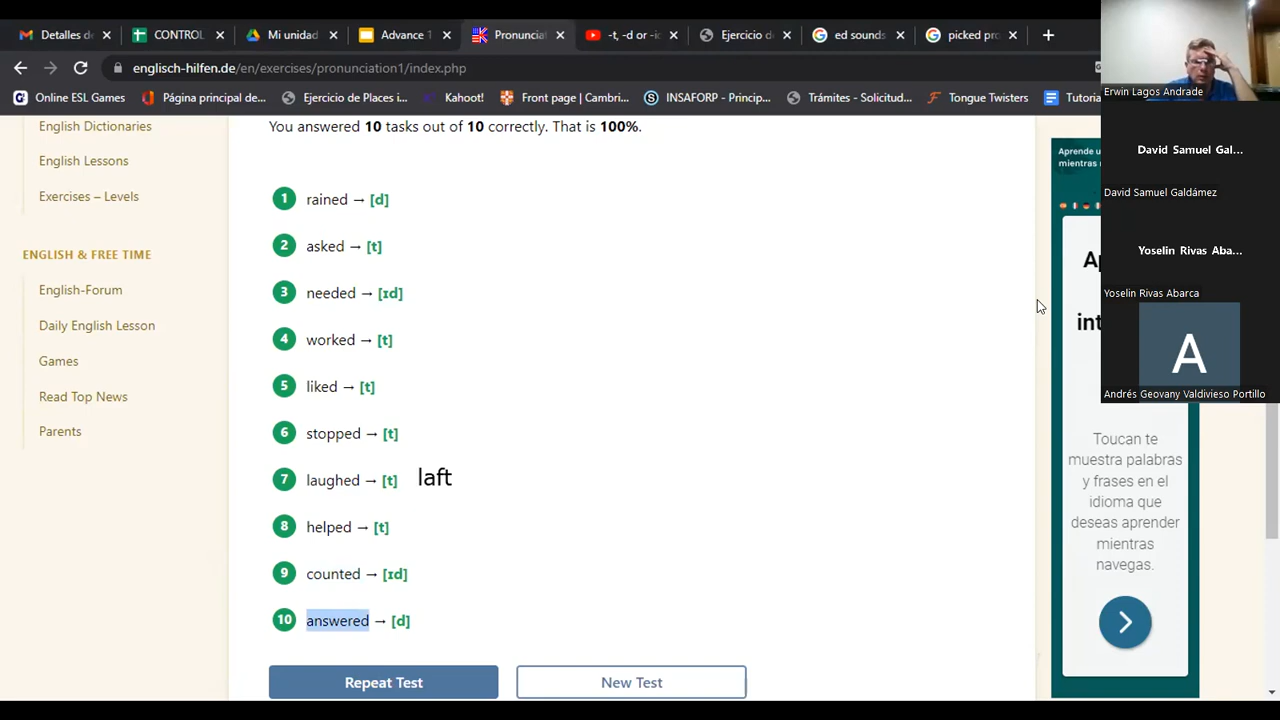 Detalles de
CONTROL
Mi unidad
Advance 1
Pronuncia
-t, -d or -i
Ejercicio d
ed sounds
picked pro
englisch-hilfen.de/en/exercises/pronunciation1/index.php
Online ESL Games
Página principal de...
Ejercicio de Places i...
Kahoot!
Front page | Cambri...
INSAFORP - Princip...
Trámites - Solicitud...
Tongue Twisters
Tutoria
English Dictionaries
English Lessons
Exercises – Levels
ENGLISH & FREE TIME
English-Forum
Daily English Lesson
Games
Read Top News
Parents
You answered 10 tasks out of 10 correctly. That is 100%.
1 rained → [d]
2 asked → [t]
3 needed → [ɪd]
4 worked → [t]
5 liked → [t]
6 stopped → [t]
7 laughed → [t] laft
8 helped → [t]
9 counted → [ɪd]
10 answered → [d]
Repeat Test
New Test
Aprende u
mientras
Ap
int
Toucan te
muestra palabras
y frases en el
idioma que
deseas aprender
mientras
navegas.
Erwin Lagos Andrade
David Samuel Gal...
David Samuel Galdámez
Yoselin Rivas Aba...
Yoselin Rivas Abarca
A
Andrés Geovany Valdivieso Portillo